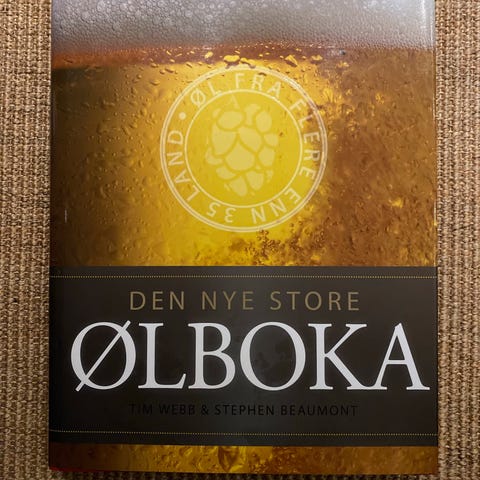 • ØL FRA FLERE ENN 35 LAND
DEN NYE STORE
ØLBOKA
TIM WEBB & STEPHEN BEAUMONT